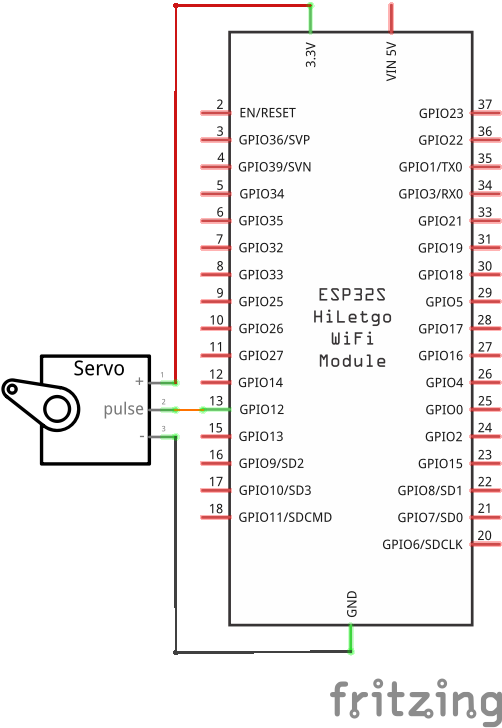 3.3V
VIN 5V
2 EN/RESET
GPIO23 37
3 GPIO36/SVP
GPIO22 36
4 GPIO39/SVN
GPIO1/TX0 35
5 GPIO34
GPIO3/RX0 34
6 GPIO35
GPIO21 33
7 GPIO32
GPIO19 31
8 GPIO33
GPIO18 30
9 GPIO25
GPIO5 29
10 GPIO26
GPIO17 28
11 GPIO27
GPIO16 27
12 GPIO14
GPIO4 26
13 GPIO12
GPIO0 25
15 GPIO13
GPIO2 24
16 GPIO9/SD2
GPIO15 23
17 GPIO10/SD3
GPIO8/SD1 22
18 GPIO11/SDCMD
GPIO7/SD0 21
GPIO6/SDCLK 20
ESP32S
HiLetgo
WiFi
Module
Servo
+ 1
pulse 2
- 3
GND
fritzing